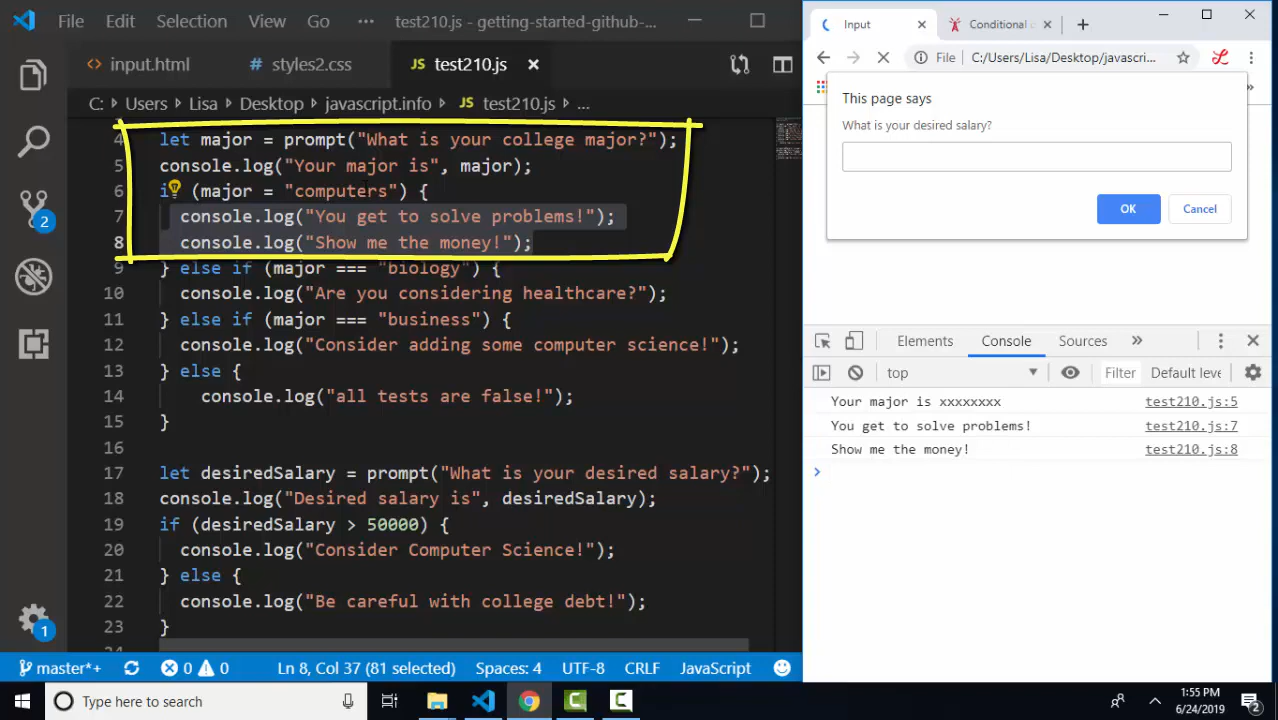 File Edit Selection View Go ··· test210.js - getting-started-github-...
input.html styles2.css JS test210.js
C: > Users > Lisa > Desktop > javascript.info > JS test210.js > ...
4 let major = prompt("What is your college major?");
5 console.log("Your major is", major);
6 i (major = "computers") {
7 console.log("You get to solve problems!");
8 console.log("Show me the money!");
9 } else if (major === "biology") {
10 console.log("Are you considering healthcare?");
11 } else if (major === "business") {
12 console.log("Consider adding some computer science!");
13 } else {
14 console.log("all tests are false!");
15 }
16
17 let desiredSalary = prompt("What is your desired salary?");
18 console.log("Desired salary is", desiredSalary);
19 if (desiredSalary > 50000) {
20 console.log("Consider Computer Science!");
21 } else {
22 console.log("Be careful with college debt!");
23 }
2
1
master*+ 0 0 Ln 8, Col 37 (81 selected) Spaces: 4 UTF-8 CRLF JavaScript
Input Conditional
File C:/Users/Lisa/Desktop/javascri...
This page says
What is your desired salary?
OK Cancel
Elements Console Sources »
top Filter Default leve
Your major is xxxxxxxx test210.js:5
You get to solve problems! test210.js:7
Show me the money! test210.js:8
Type here to search
1:55 PM
6/24/2019
2